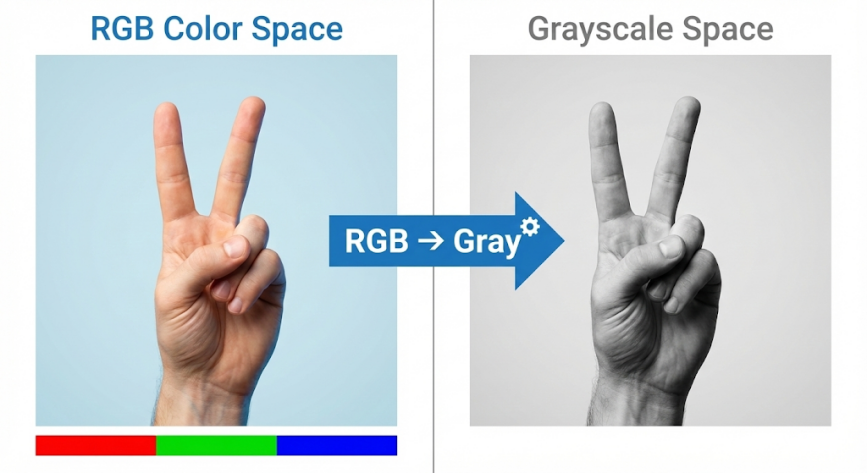 RGB Color Space
Grayscale Space
RGB → Gray